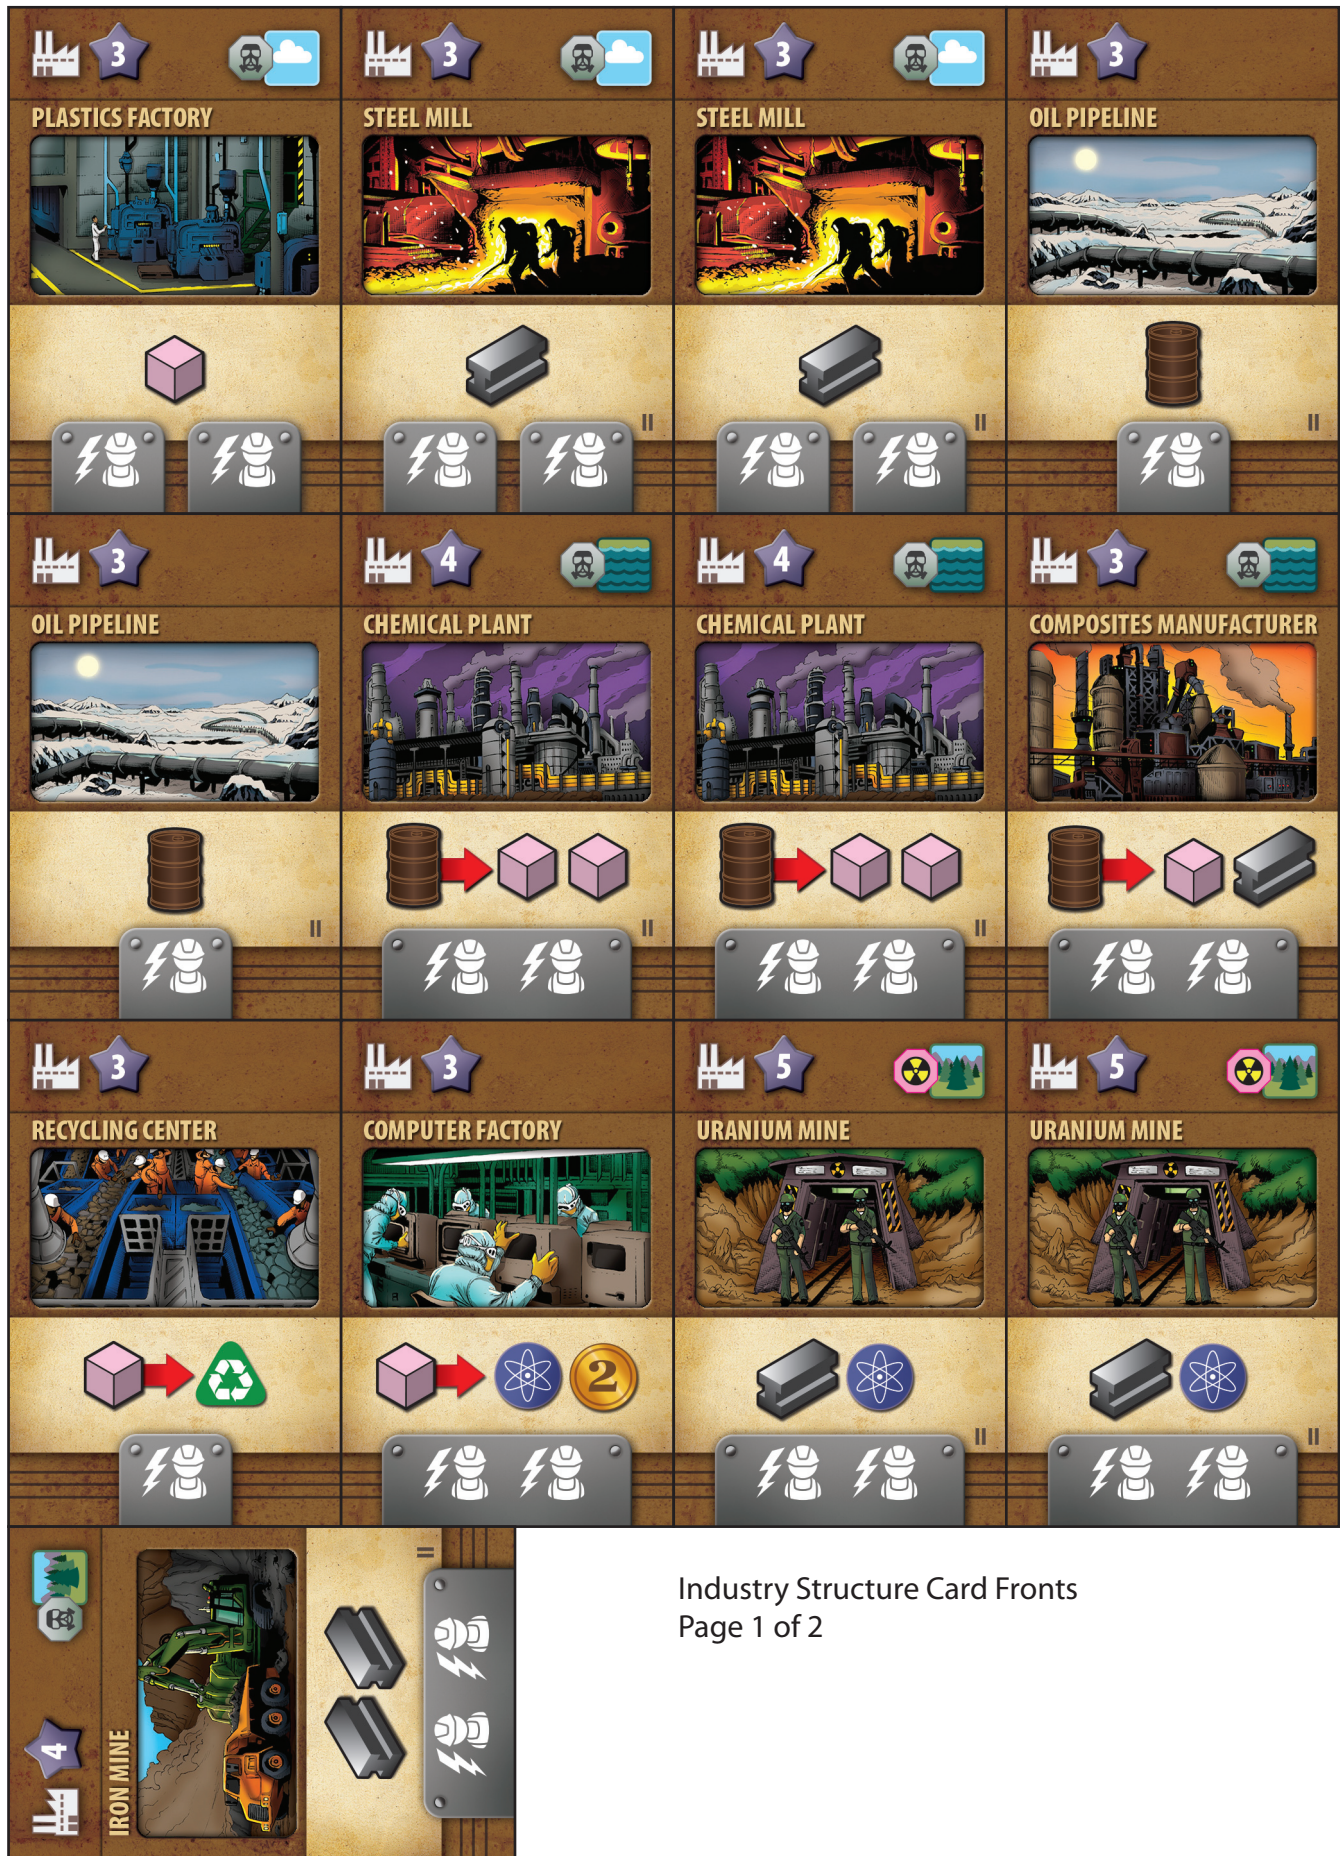 3
3
3
3
PLASTICS FACTORY
STEEL MILL
STEEL MILL
OIL PIPELINE
II
II
II
3
4
4
3
OIL PIPELINE
CHEMICAL PLANT
CHEMICAL PLANT
COMPOSITES MANUFACTURER
II
II
II
II
3
3
5
5
RECYCLING CENTER
COMPUTER FACTORY
URANIUM MINE
URANIUM MINE
2
II
II
4
IRON MINE
II
Industry Structure Card Fronts
Page 1 of 2